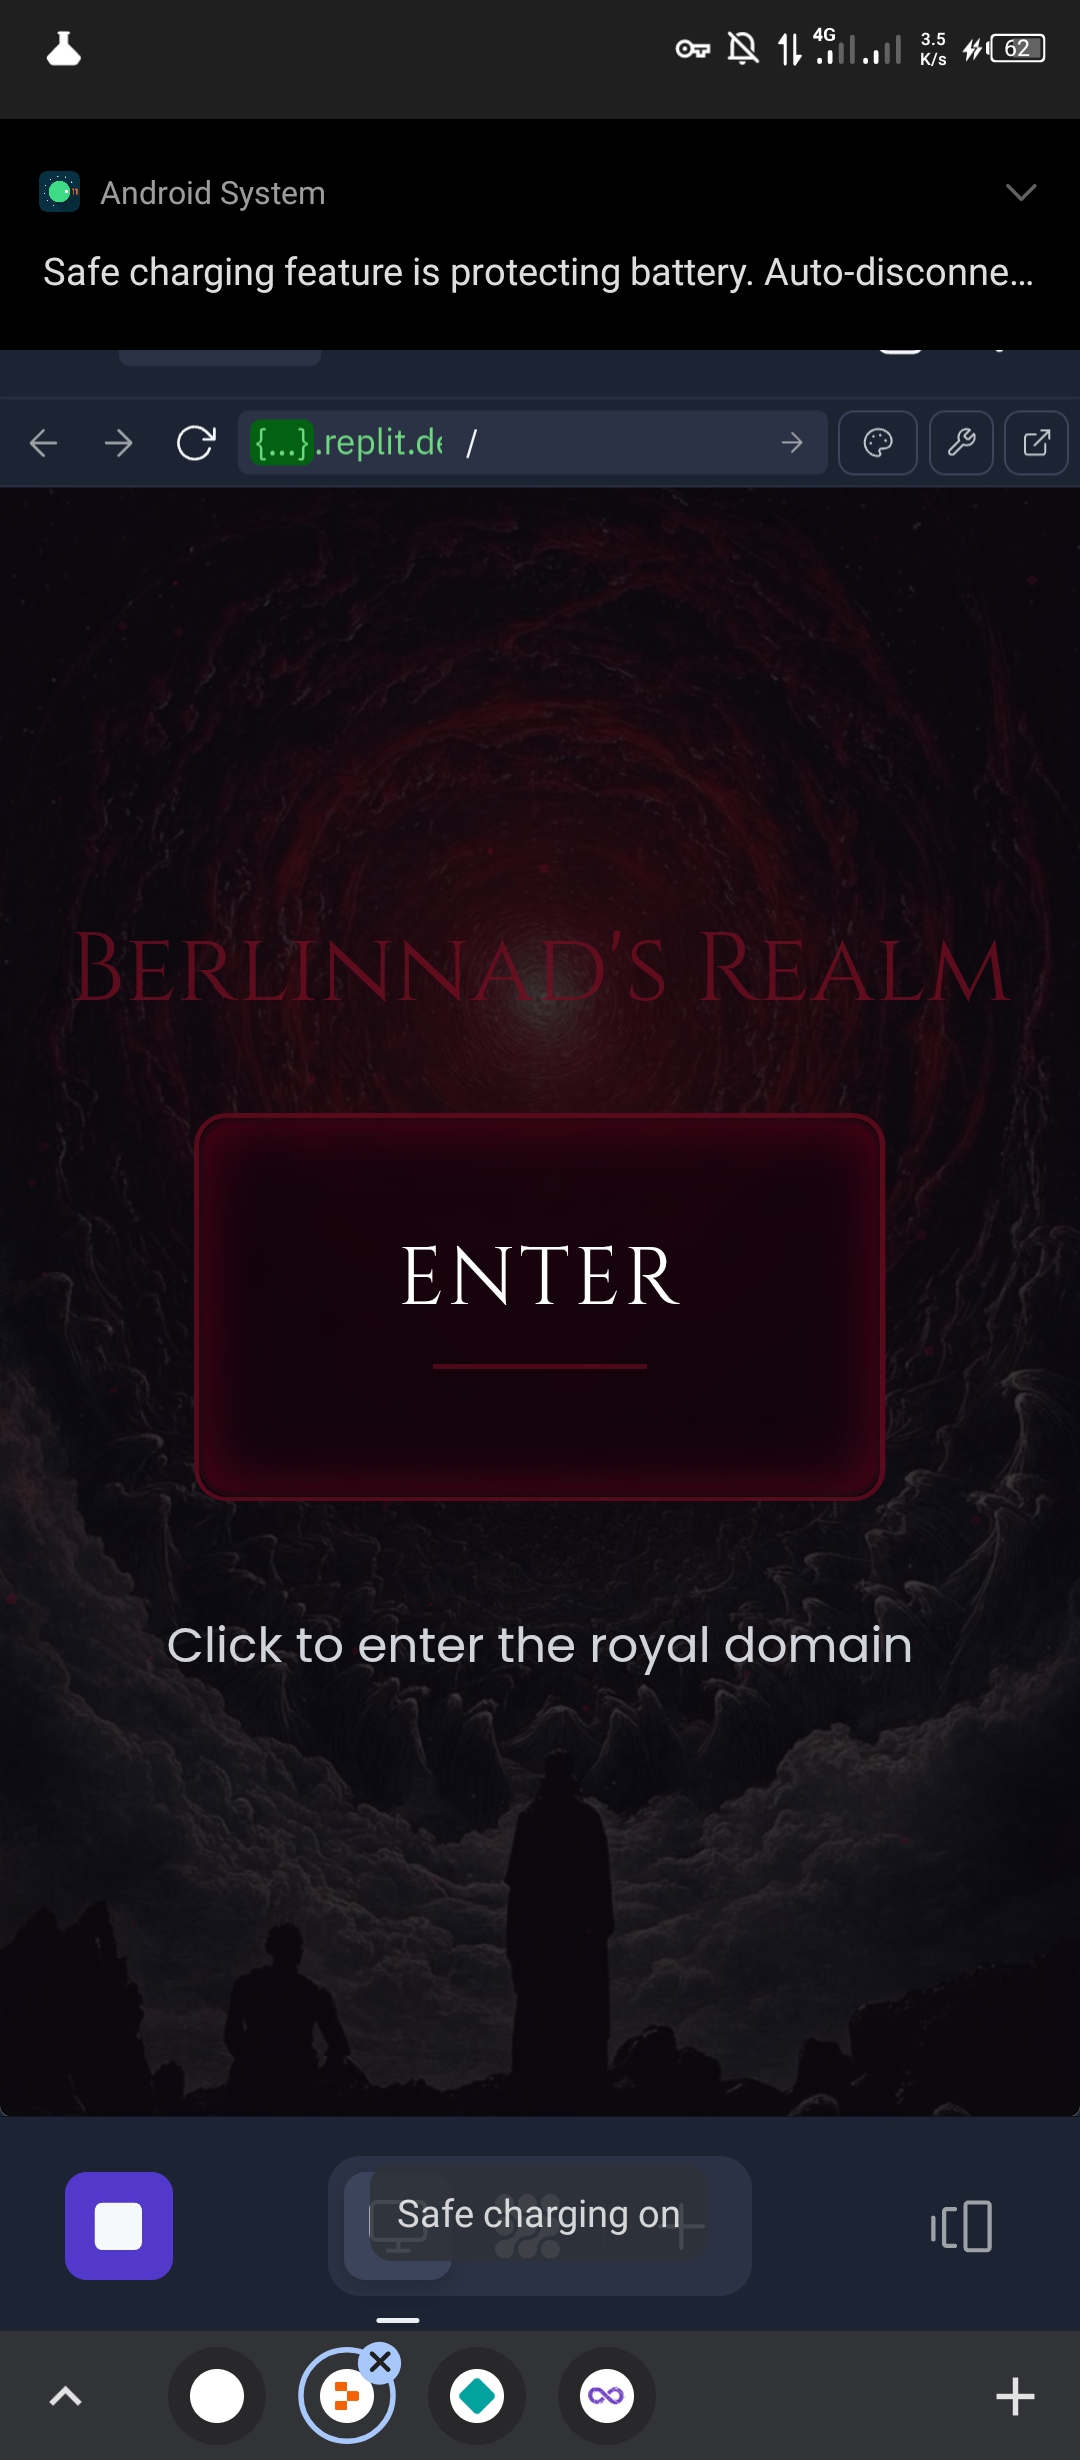 4G
3.5
K/s
62
Android System
Safe charging feature is protecting battery. Auto-disconne...
{...}.replit.de /
BERLINNAD'S REALM
ENTER
Click to enter the royal domain
Safe charging on